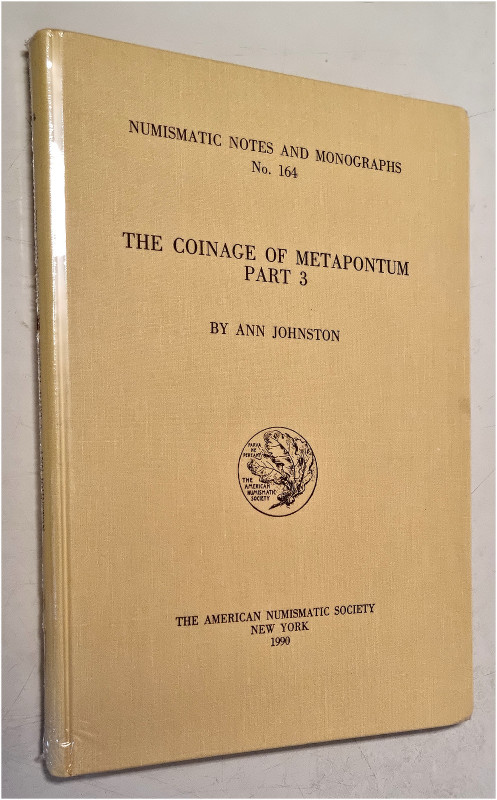 NUMISMATIC NOTES AND MONOGRAPHS
No. 164
THE COINAGE OF METAPONTUM
PART 3
BY ANN JOHNSTON
PARVA
NE
PEREANT
THE
AMERICAN
NUMISMATIC
SOCIETY
THE AMERICAN NUMISMATIC SOCIETY
NEW YORK
1990